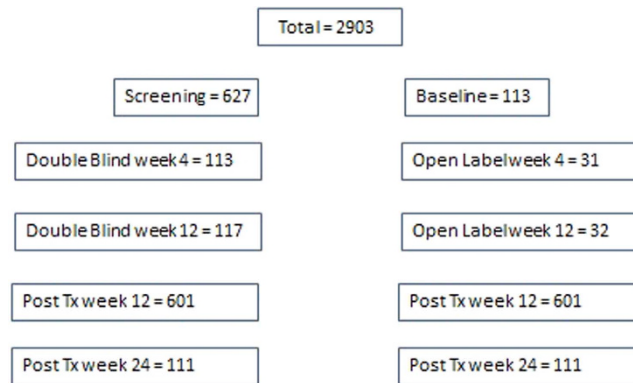 Total = 2903
Screening = 627
Baseline = 113
Double Blind week 4 = 113
Open Label week 4 = 31
Double Blind week 12 = 117
Open Label week 12 = 32
Post Tx week 12 = 601
Post Tx week 12 = 601
Post Tx week 24 = 111
Post Tx week 24 = 111